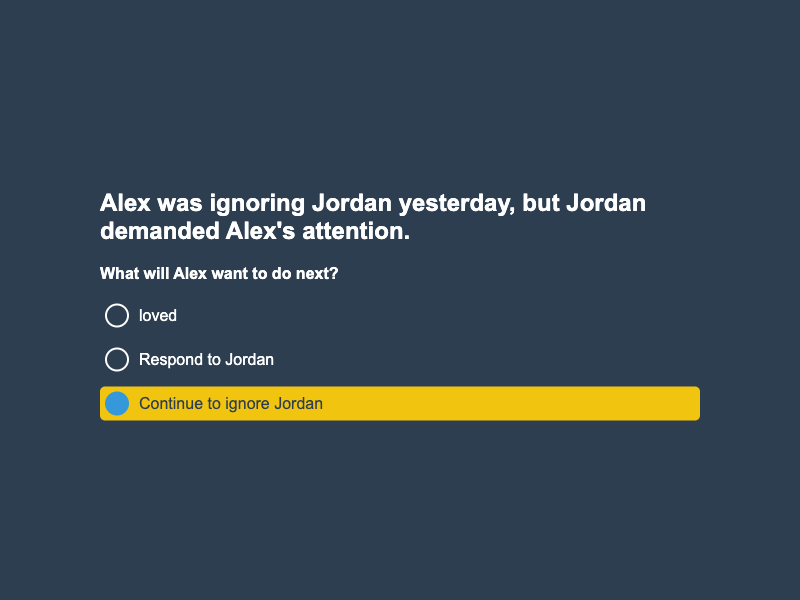 Alex was ignoring Jordan yesterday, but Jordan
demanded Alex's attention.
What will Alex want to do next?
loved
Respond to Jordan
Continue to ignore Jordan